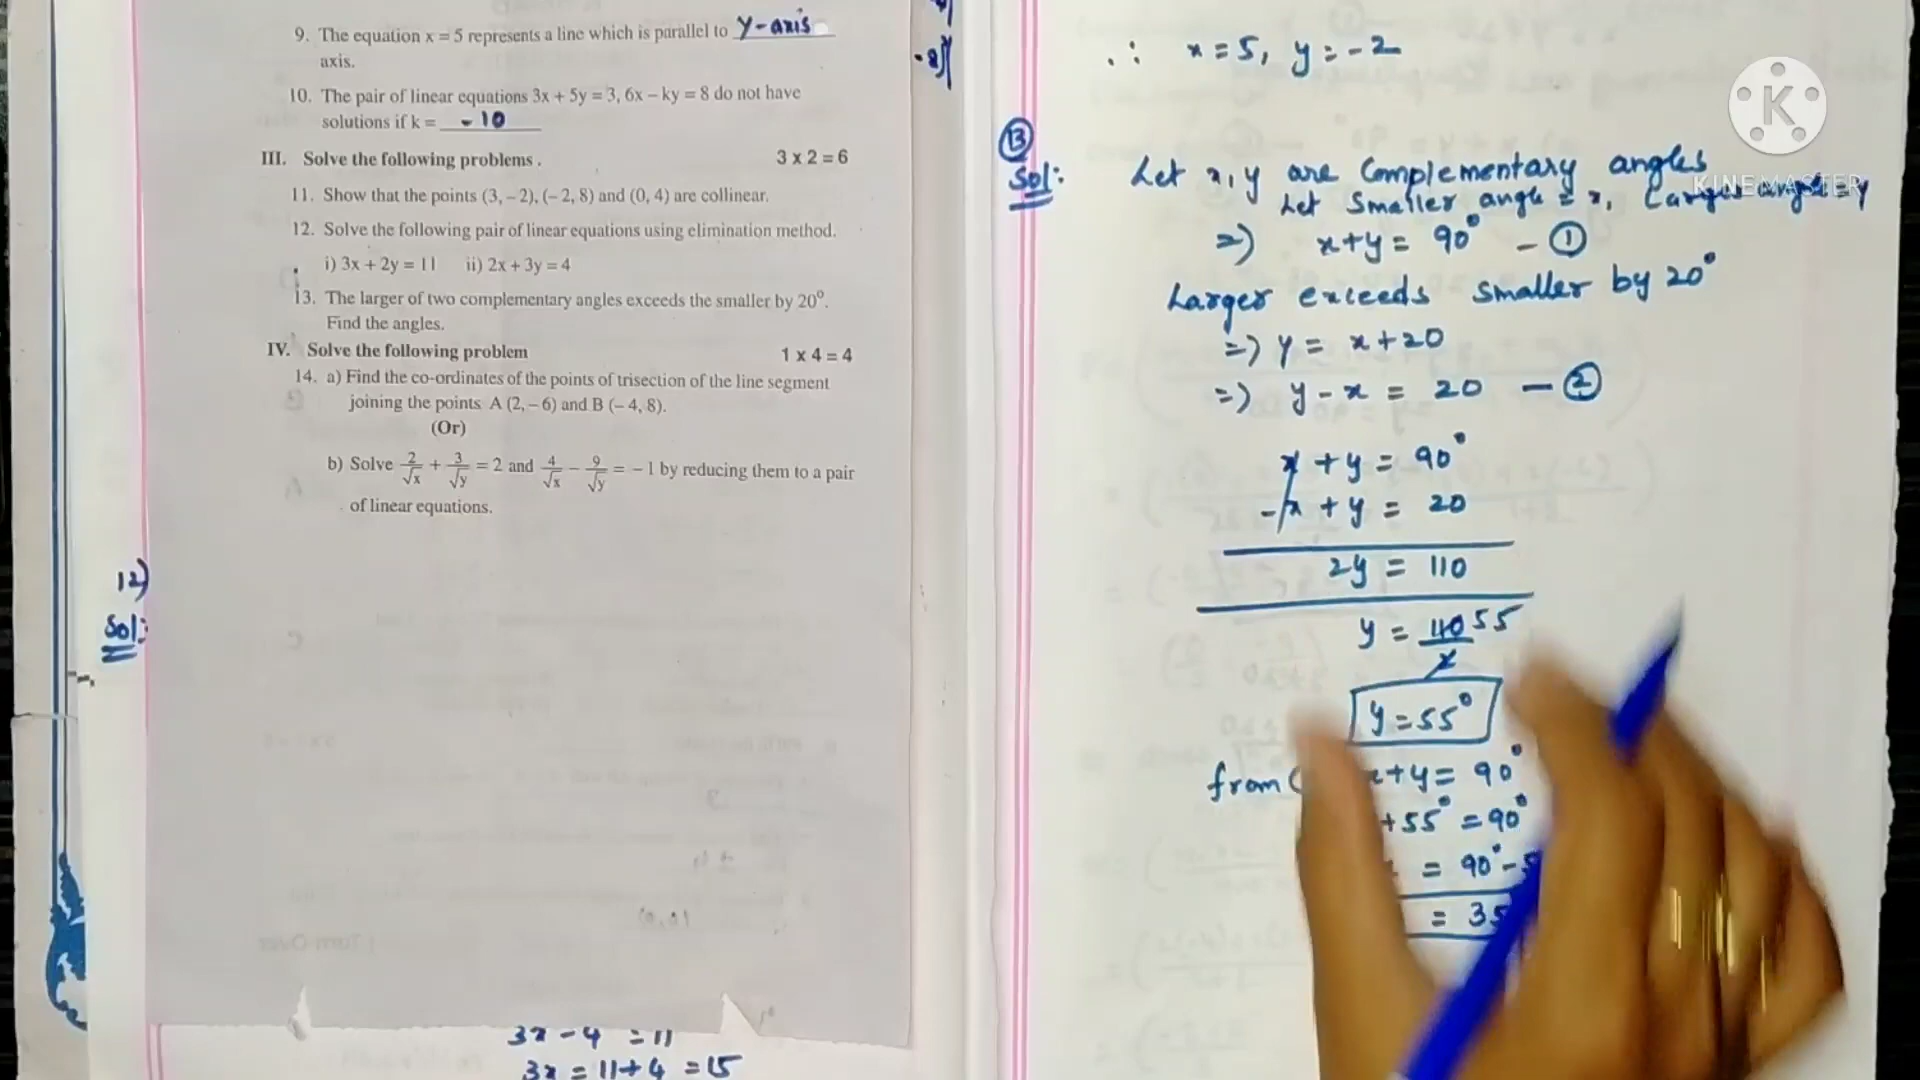 9. The equation x = 5 represents a line which is parallel to Y-axis
axis.
10. The pair of linear equations 3x + 5y = 3, 6x – ky = 8 do not have
solutions if k = -10
III. Solve the following problems . 3 x 2 = 6
11. Show that the points (3, – 2), (– 2, 8) and (0, 4) are collinear.
12. Solve the following pair of linear equations using elimination method.
i) 3x + 2y = 11 ii) 2x + 3y = 4
13. The larger of two complementary angles exceeds the smaller by 20°.
Find the angles.
IV. Solve the following problem 1 x 4 = 4
14. a) Find the co-ordinates of the points of trisection of the line segment
joining the points A (2, – 6) and B (– 4, 8).
(Or)
b) Solve 2/√x + 3/√y = 2 and 4/√x – 9/√y = – 1 by reducing them to a pair
of linear equations.
12)
Sol:
3x - 4 = 11
3x = 11+4 = 15
∴ x = 5, y = -2
K
KINEMASTER
13
Sol: Let x, y are Complementary angles
Let Smaller angle = x, Larger angle = y
=) x+y = 90° - ①
Larger exceeds smaller by 20°
=) y = x+20
=) y - x = 20 - ②
x + y = 90°
-x + y = 20
2y = 110
y = 110/2 55
y = 55°
from x+y = 90°
+55° = 90°
= 90° -
= 35